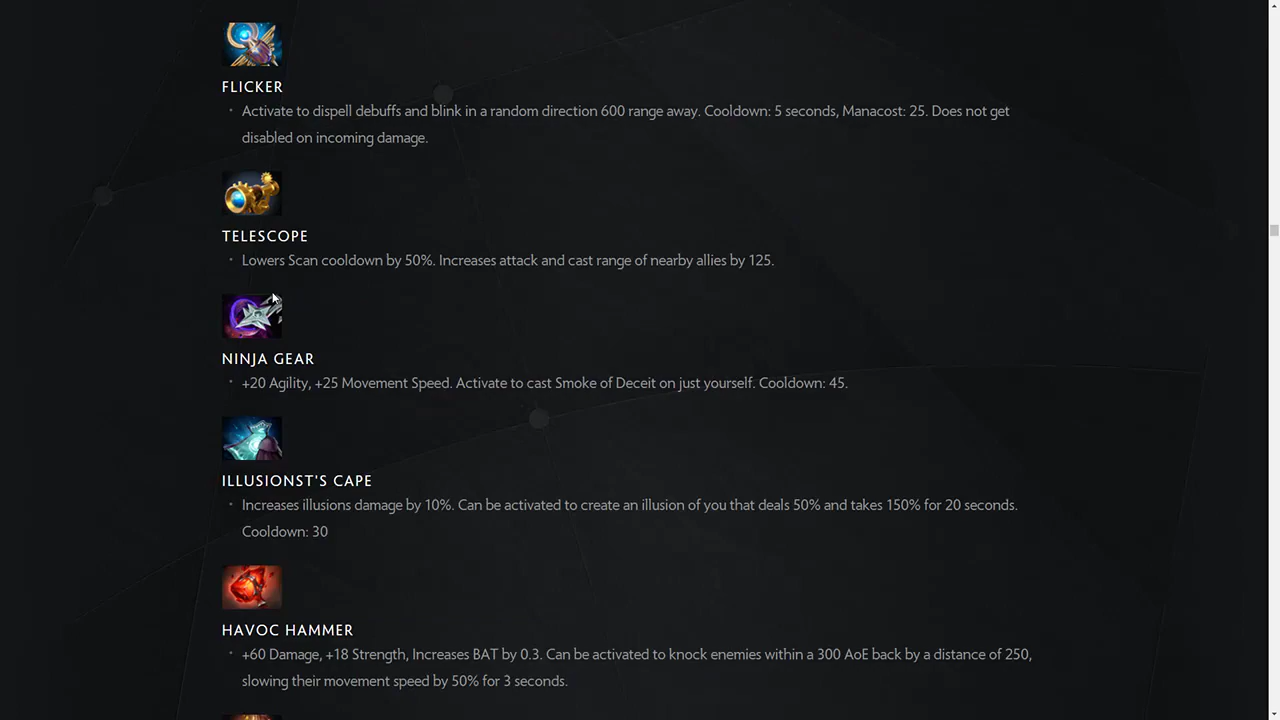 FLICKER
Activate to dispell debuffs and blink in a random direction 600 range away. Cooldown: 5 seconds, Manacost: 25. Does not get
disabled on incoming damage.
TELESCOPE
Lowers Scan cooldown by 50%. Increases attack and cast range of nearby allies by 125.
NINJA GEAR
+20 Agility, +25 Movement Speed. Activate to cast Smoke of Deceit on just yourself. Cooldown: 45.
ILLUSIONST'S CAPE
Increases illusions damage by 10%. Can be activated to create an illusion of you that deals 50% and takes 150% for 20 seconds.
Cooldown: 30
HAVOC HAMMER
+60 Damage, +18 Strength, Increases BAT by 0.3. Can be activated to knock enemies within a 300 AoE back by a distance of 250,
slowing their movement speed by 50% for 3 seconds.